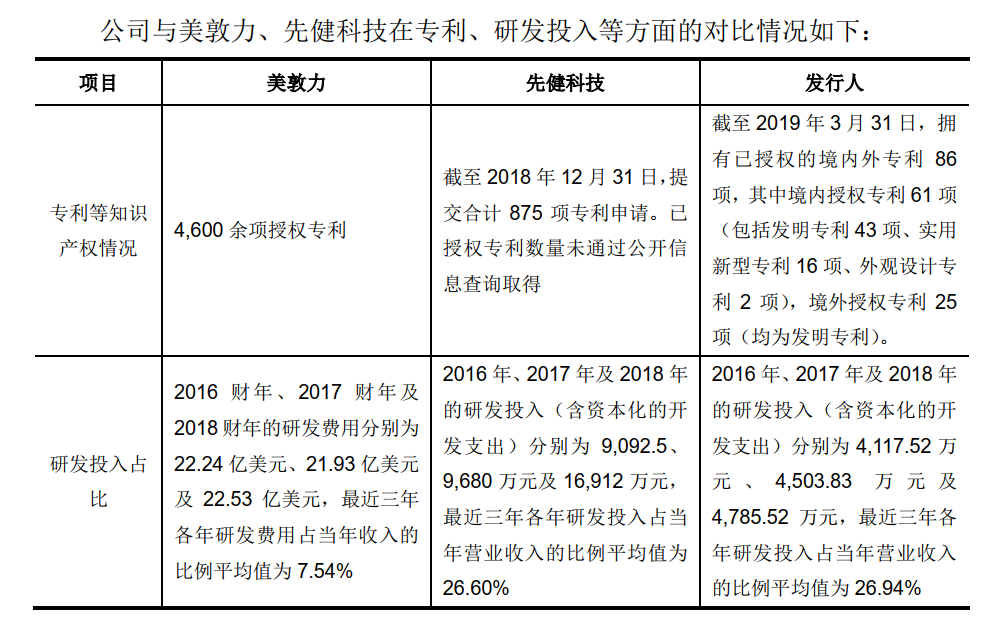 公司与美敦力、先健科技在专利、研发投入等方面的对比情况如下：
项目
美敦力
先健科技
发行人
专利等知识
产权情况
4,600 余项授权专利
截至 2018 年 12 月 31 日，提
交合计 875 项专利申请。已
授权专利数量未通过公开信
息查询取得
截至 2019 年 3 月 31 日，拥
有已授权的境内外专利 86
项，其中境内授权专利 61 项
（包括发明专利 43 项、实用
新型专利 16 项、外观设计专
利 2 项），境外授权专利 25
项（均为发明专利）。
研发投入占
比
2016 财年、2017 财年及
2018 财年的研发费用分别为
22.24 亿美元、21.93 亿美元
及 22.53 亿美元，最近三年
各年研发费用占当年收入的
比例平均值为 7.54%
2016 年、2017 年及 2018 年
的研发投入（含资本化的开
发支出）分别为 9,092.5、
9,680 万元及 16,912 万元，
最近三年各年研发投入占当
年营业收入的比例平均值为
26.60%
2016 年、2017 年及 2018 年
的研发投入（含资本化的开
发支出）分别为 4,117.52 万
元、4,503.83 万元及
4,785.52 万元，最近三年各
年研发投入占当年营业收入
的比例平均值为 26.94%